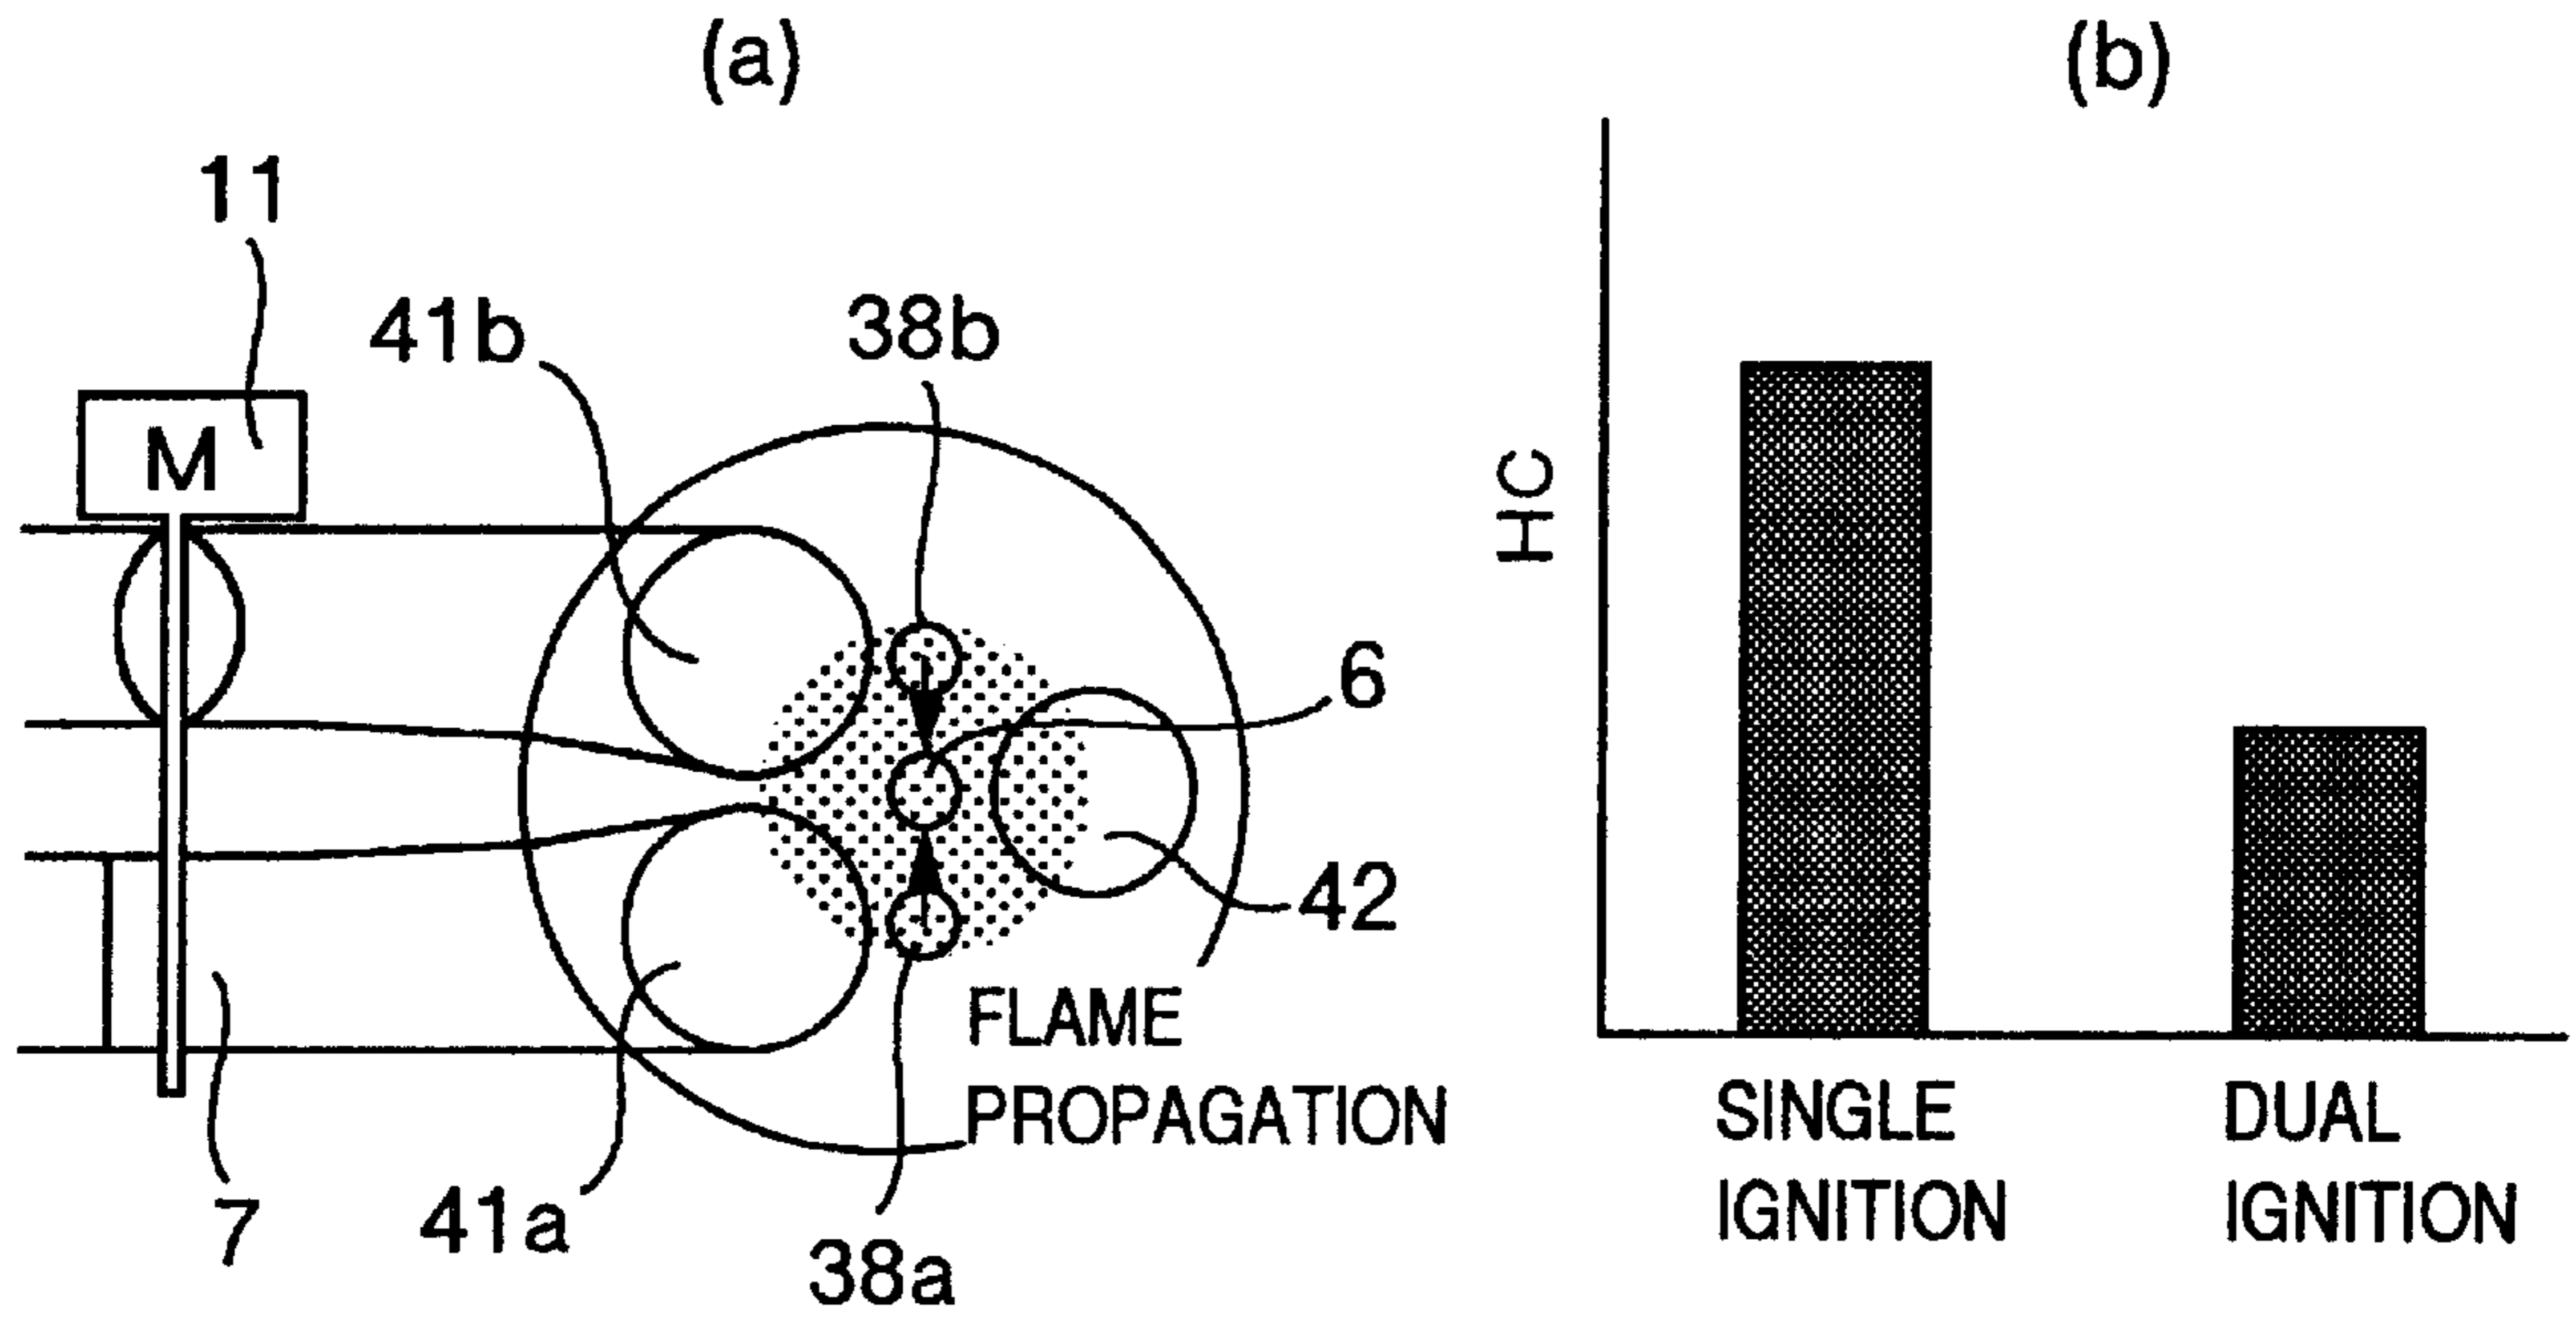 (a)
11
41b
38b
M
6
42
FLAME
PROPAGATION
7
41a
38a
(b)
HC
SINGLE
IGNITION
DUAL
IGNITION